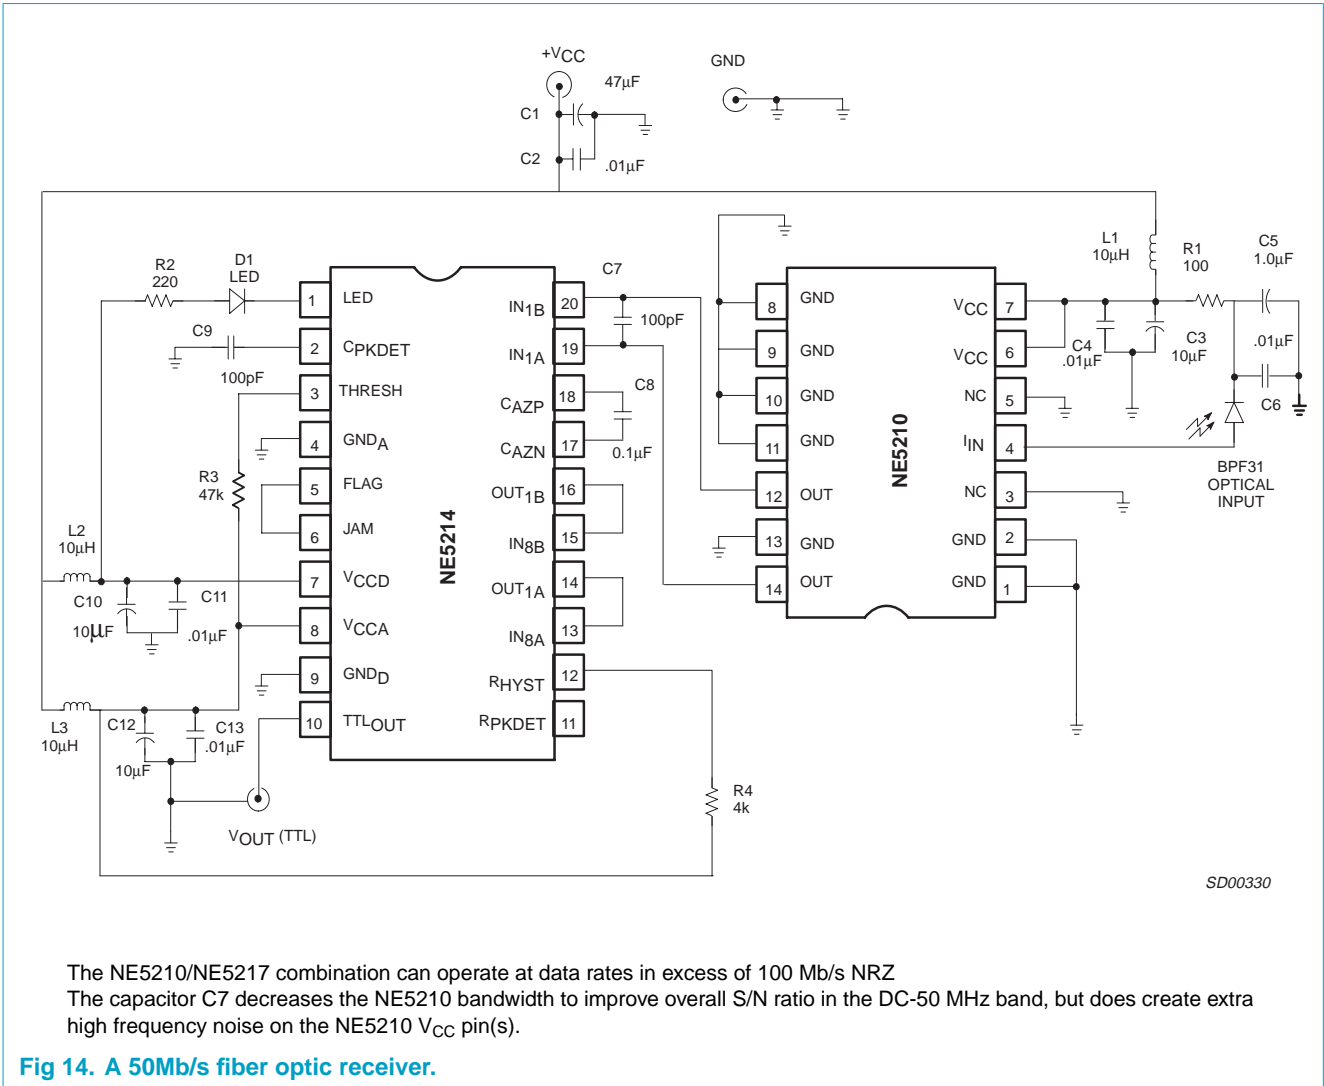 +VCC
47μF
GND
C1
C2
.01μF
R2
220
D1
LED
C9
100pF
R3
47k
L2
10μH
C10
10μF
C11
.01μF
L3
10μH
C12
10μF
C13
.01μF
VOUT (TTL)
NE5214
1 LED
2 CPKDET
3 THRESH
4 GNDA
5 FLAG
6 JAM
7 VCCD
8 VCCA
9 GNDD
10 TTLOUT
IN1B 20
IN1A 19
CAZP 18
CAZN 17
OUT1B 16
IN8B 15
OUT1A 14
IN8A 13
RHYST 12
RPKDET 11
C7
100pF
C8
0.1μF
R4
4k
NE5210
8 GND
9 GND
10 GND
11 GND
12 OUT
13 GND
14 OUT
VCC 7
VCC 6
NC 5
IIN 4
NC 3
GND 2
GND 1
L1
10μH
R1
100
C5
1.0μF
C4
.01μF
C3
10μF
.01μF
C6
BPF31
OPTICAL
INPUT
SD00330
The NE5210/NE5217 combination can operate at data rates in excess of 100 Mb/s NRZ
The capacitor C7 decreases the NE5210 bandwidth to improve overall S/N ratio in the DC-50 MHz band, but does create extra
high frequency noise on the NE5210 VCC pin(s).
Fig 14. A 50Mb/s fiber optic receiver.